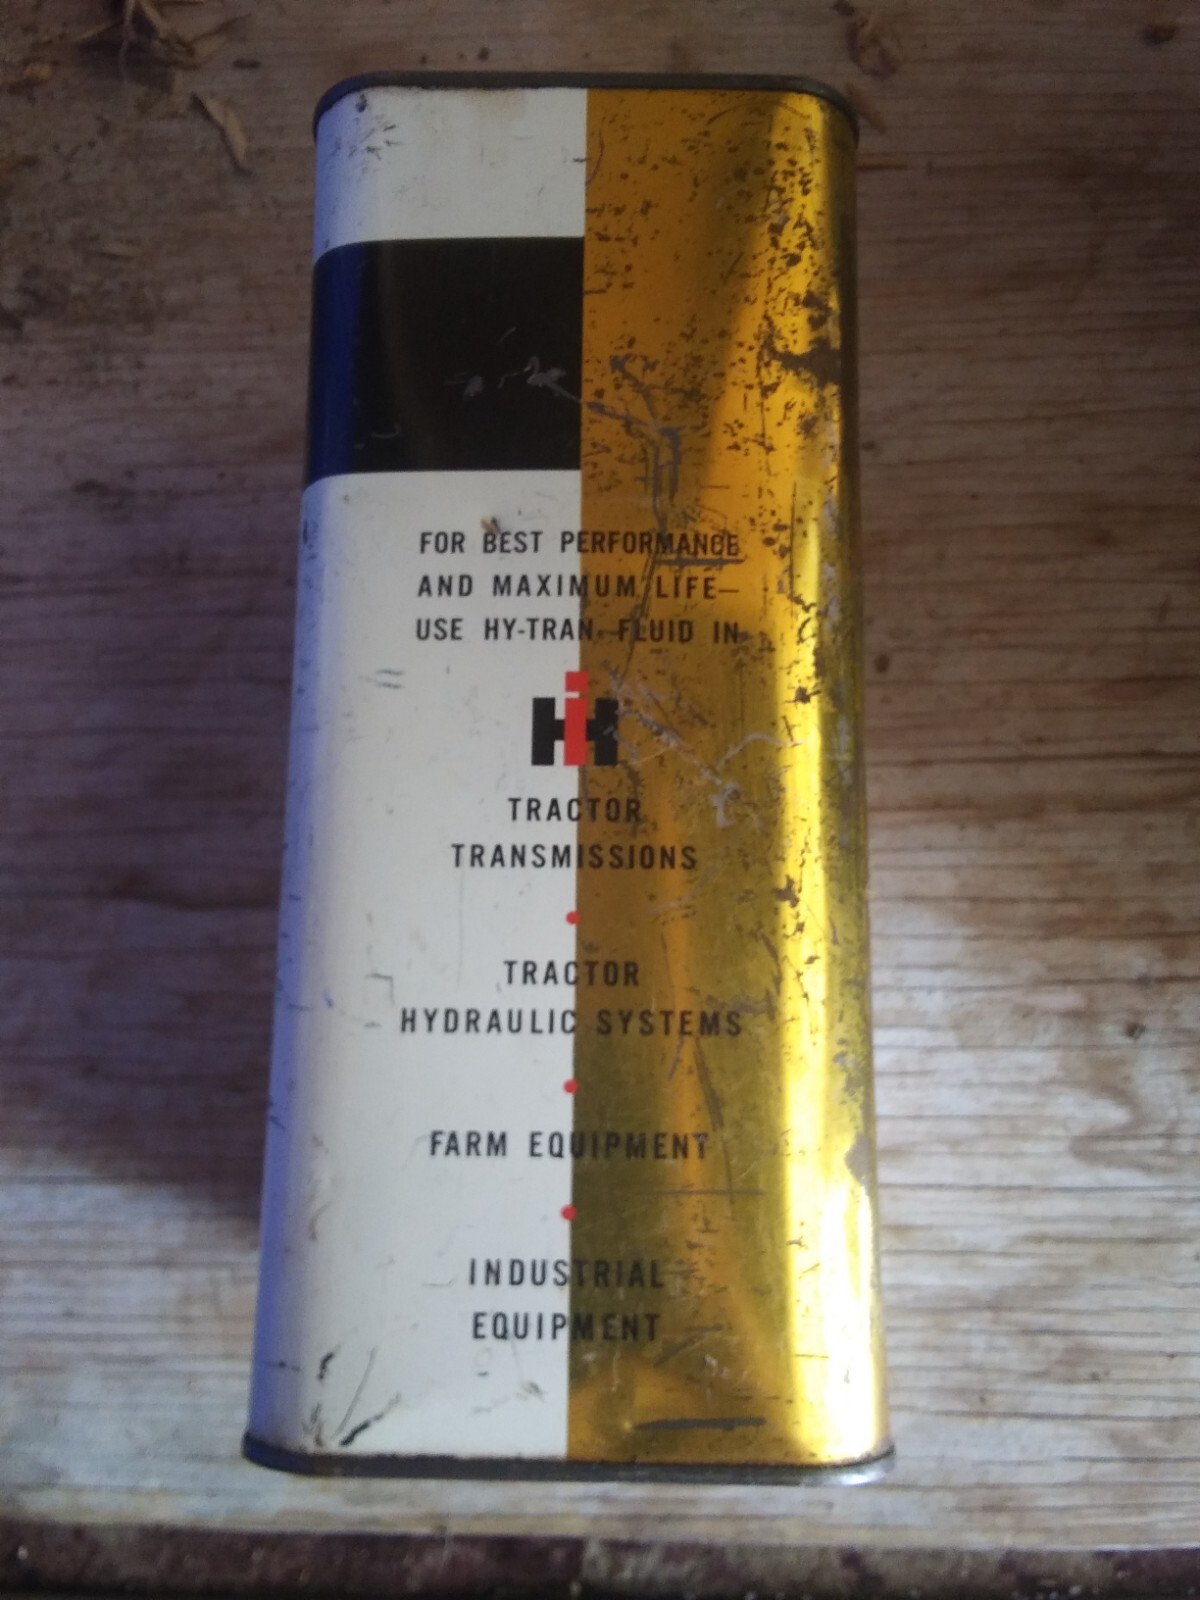 FOR BEST PERFORMANCE
AND MAXIMUM LIFE—
USE HY-TRAN FLUID IN
IH
TRACTOR
TRANSMISSIONS
•
TRACTOR
HYDRAULIC SYSTEMS
•
FARM EQUIPMENT
•
INDUSTRIAL
EQUIPMENT